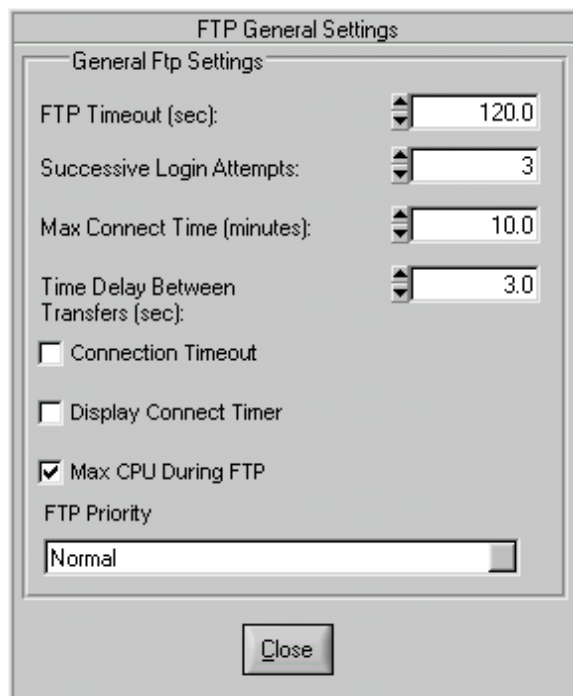 FTP General Settings
General Ftp Settings
FTP Timeout (sec): 120.0
Successive Login Attempts: 3
Max Connect Time (minutes): 10.0
Time Delay Between 3.0
Transfers (sec):
Connection Timeout
Display Connect Timer
Max CPU During FTP
FTP Priority
Normal
Close